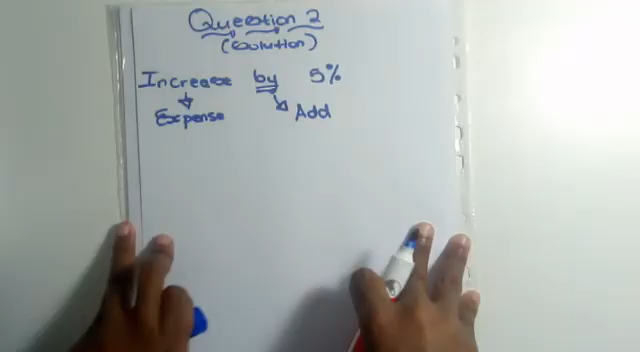 Question 2
(Solution)
Increase by 5%
Expense Add